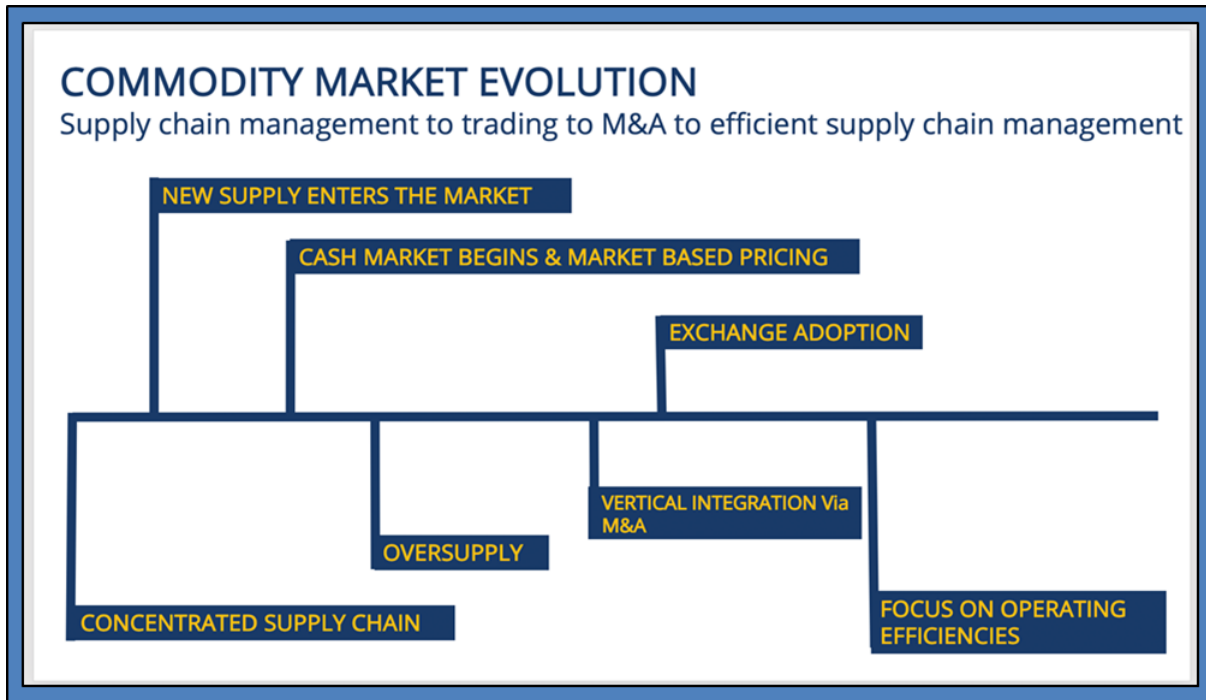 COMMODITY MARKET EVOLUTION
Supply chain management to trading to M&A to efficient supply chain management
NEW SUPPLY ENTERS THE MARKET
CASH MARKET BEGINS & MARKET BASED PRICING
EXCHANGE ADOPTION
VERTICAL INTEGRATION Via
M&A
OVERSUPPLY
CONCENTRATED SUPPLY CHAIN
FOCUS ON OPERATING
EFFICIENCIES